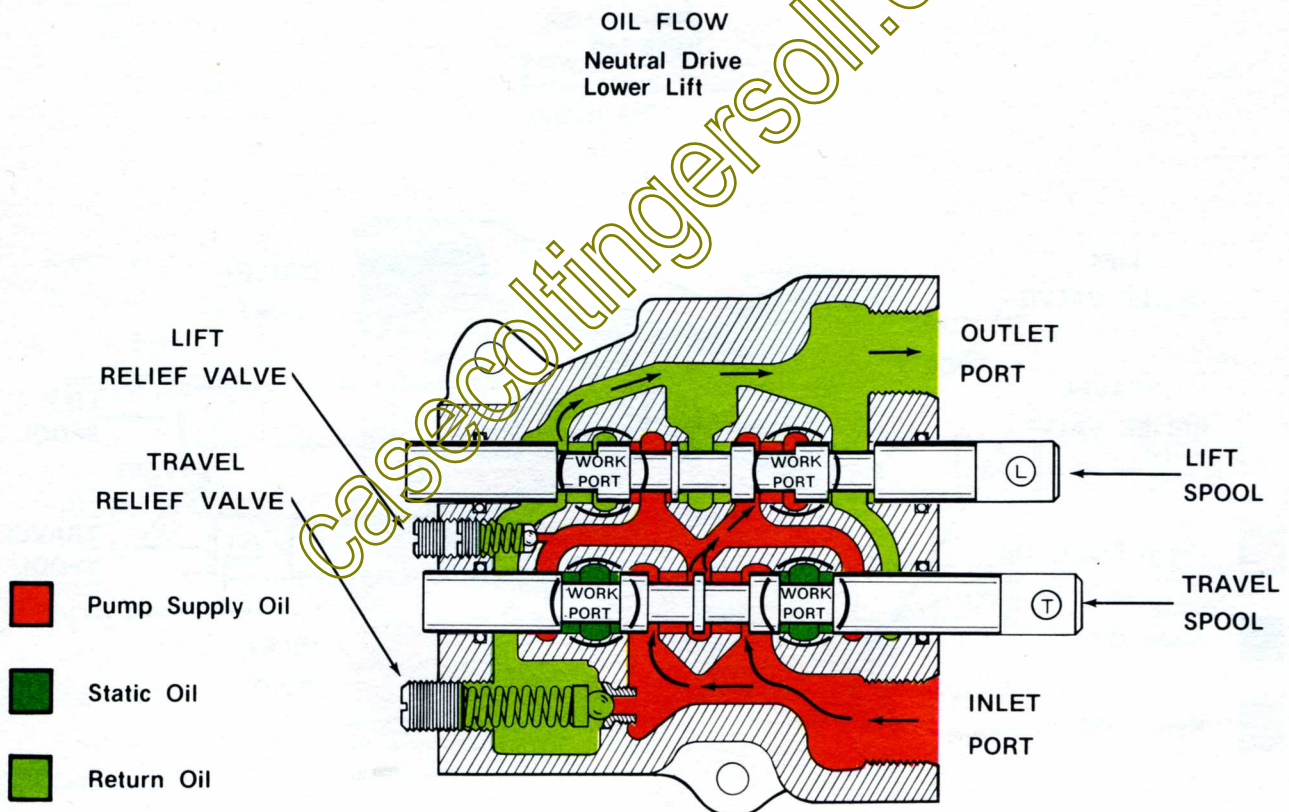 OIL FLOW
Neutral Drive
Lower Lift
casecoltingersoll.
LIFT
RELIEF VALVE
TRAVEL
RELIEF VALVE
OUTLET
PORT
WORK
PORT
WORK
PORT
L
LIFT
SPOOL
WORK
PORT
WORK
PORT
T
TRAVEL
SPOOL
INLET
PORT
Pump Supply Oil
Static Oil
Return Oil